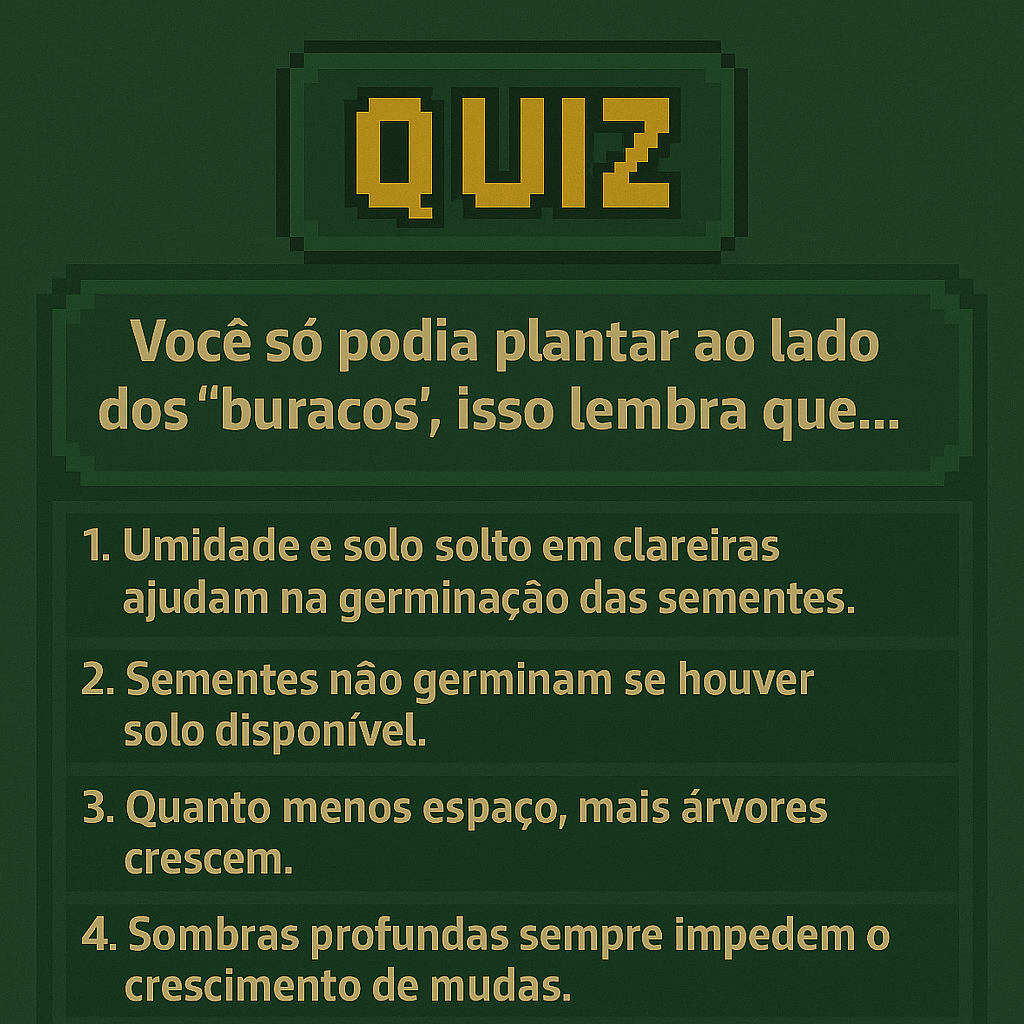 QUIZ
Você só podia plantar ao lado
dos “buracos’, isso lembra que...
1. Umidade e solo solto em clareiras
ajudam na germinaçâo das sementes.
2. Sementes nâo germinam se houver
solo disponível.
3. Quanto menos espaço, mais árvores
crescem.
4. Sombras profundas sempre impedem o
crescimento de mudas.